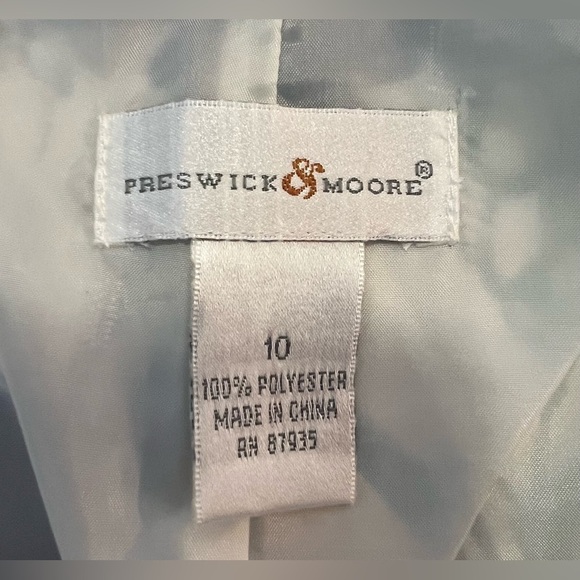 PRESWICK & MOORE®
10
100% POLYESTER
MADE IN CHINA
RN 87935